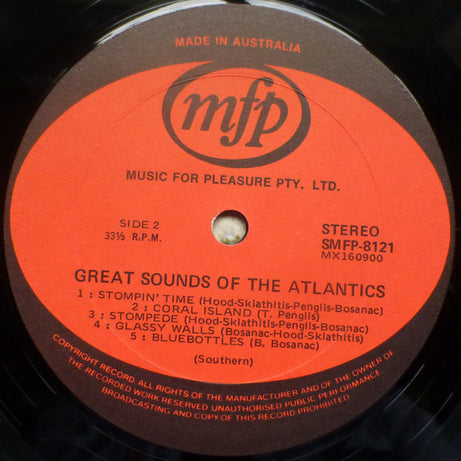 MADE IN AUSTRALIA
mfp
MUSIC FOR PLEASURE PTY. LTD.
SIDE 2
33⅓ R.P.M.
STEREO
SMFP-8121
MX160900
GREAT SOUNDS OF THE ATLANTICS
1 : STOMPIN' TIME (Hood-Skiathitis-Penglis-Bosanac)
2 : CORAL ISLAND (T. Penglis)
3 : STOMPEDE (Hood-Skiathitis-Penglis-Bosanac)
4 : GLASSY WALLS (Bosanac-Hood-Skiathitis)
5 : BLUEBOTTLES (B. Bosanac)
(Southern)
COPYRIGHT RECORD. ALL RIGHTS OF THE MANUFACTURER AND OF THE OWNER OF
THE RECORDED WORK RESERVED UNAUTHORISED PUBLIC PERFORMANCE
BROADCASTING AND COPY OF THIS RECORD PROHIBITED